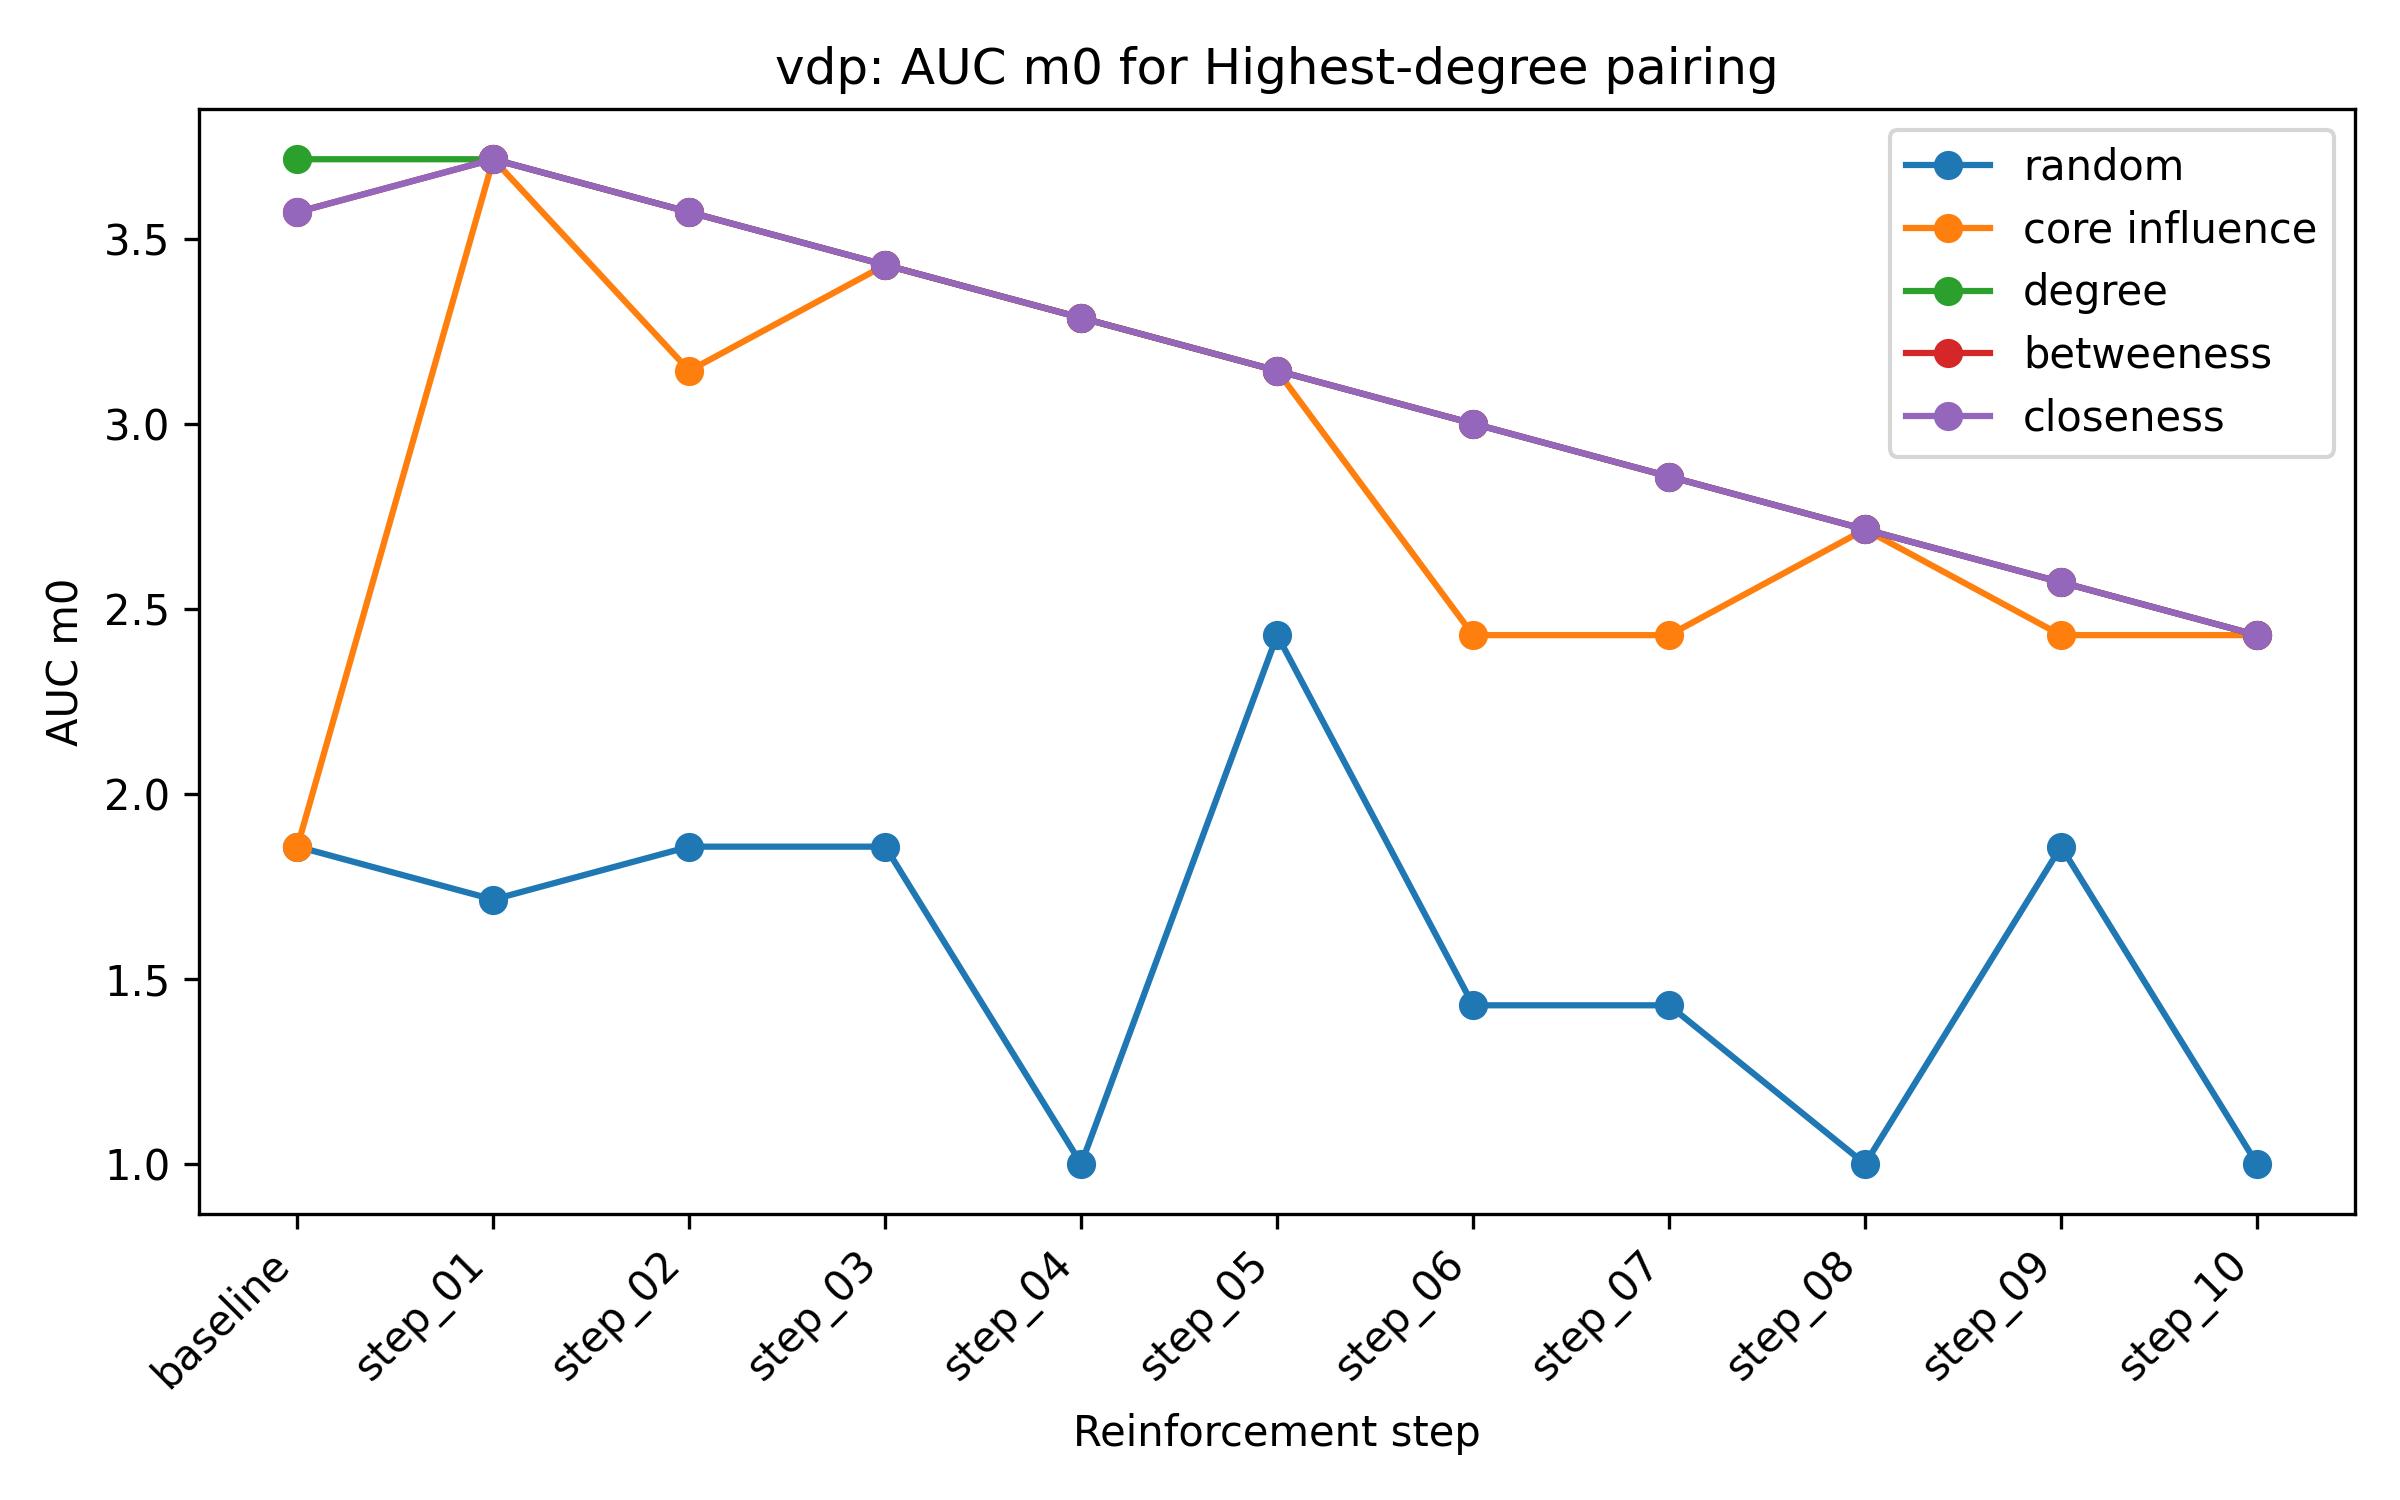 vdp: AUC m0 for Highest-degree pairing
random
core influence
degree
betweeness
closeness
AUC m0
3.5
3.0
2.5
2.0
1.5
1.0
baseline
step_01
step_02
step_03
step_04
step_05
step_06
step_07
step_08
step_09
step_10
Reinforcement step